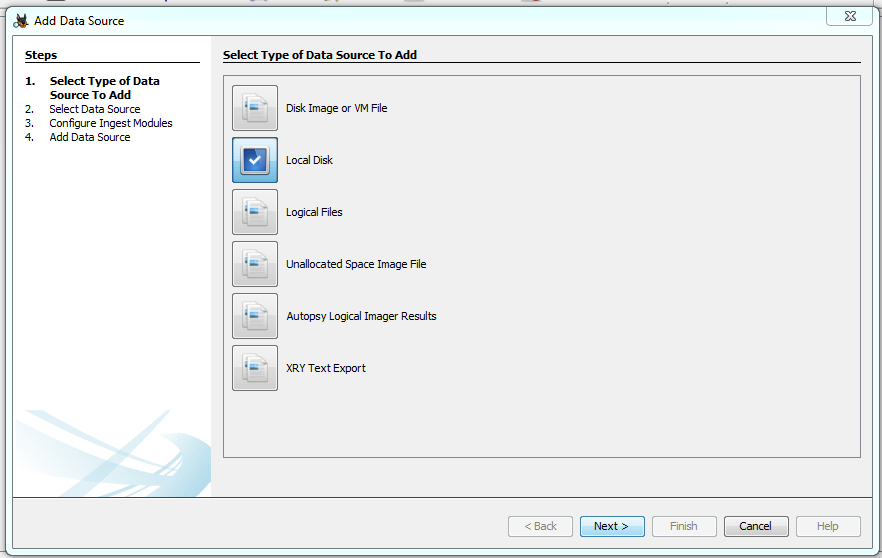 Add Data Source
Steps
1. Select Type of Data
Source To Add
2. Select Data Source
3. Configure Ingest Modules
4. Add Data Source
Select Type of Data Source To Add
Disk Image or VM File
Local Disk
Logical Files
Unallocated Space Image File
Autopsy Logical Imager Results
XRY Text Export
< Back
Next >
Finish
Cancel
Help